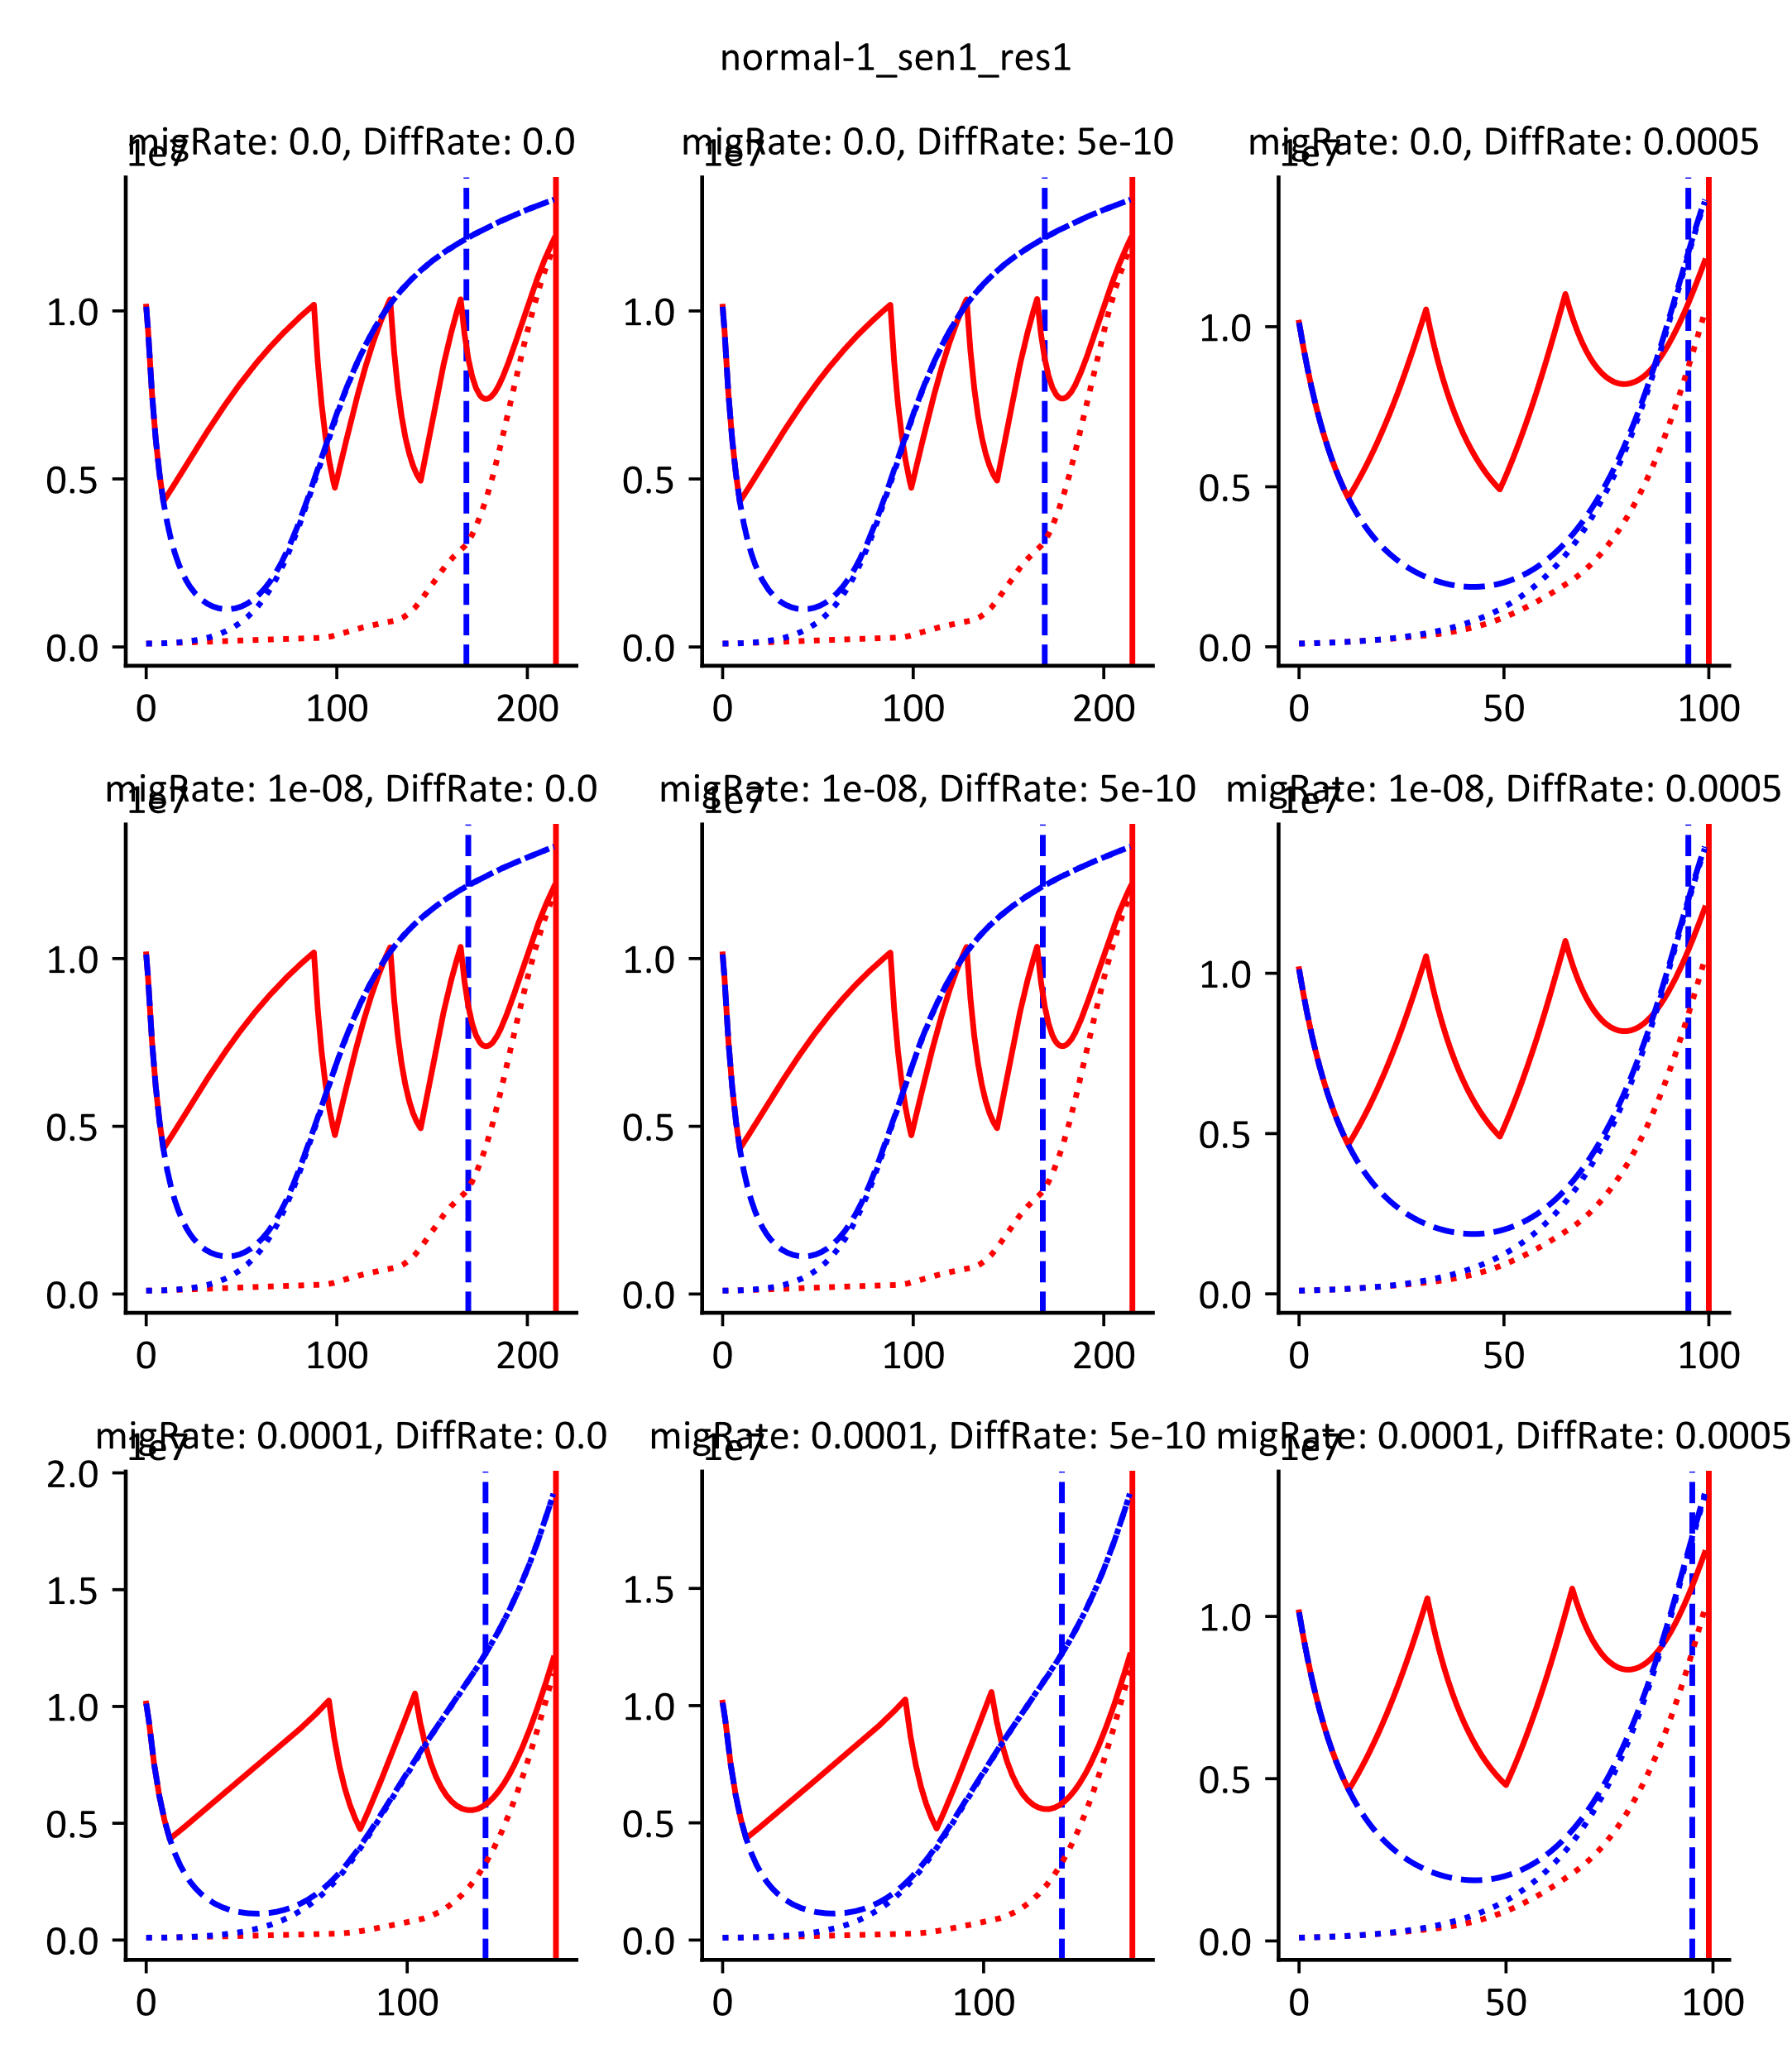 normal-1_sen1_res1
migRate: 0.0, DiffRate: 0.0
1e7
1.0
0.5
0.0
0 100 200
migRate: 0.0, DiffRate: 5e-10
1e7
1.0
0.5
0.0
0 100 200
migRate: 0.0, DiffRate: 0.0005
1e7
1.0
0.5
0.0
0 50 100
migRate: 1e-08, DiffRate: 0.0
1e7
1.0
0.5
0.0
0 100 200
migRate: 1e-08, DiffRate: 5e-10
1e7
1.0
0.5
0.0
0 100 200
migRate: 1e-08, DiffRate: 0.0005
1e7
1.0
0.5
0.0
0 50 100
migRate: 0.0001, DiffRate: 0.0
1e7
2.0
1.5
1.0
0.5
0.0
0 100
migRate: 0.0001, DiffRate: 5e-10
1e7
1.5
1.0
0.5
0.0
0 100
migRate: 0.0001, DiffRate: 0.0005
1e7
1.0
0.5
0.0
0 50 100